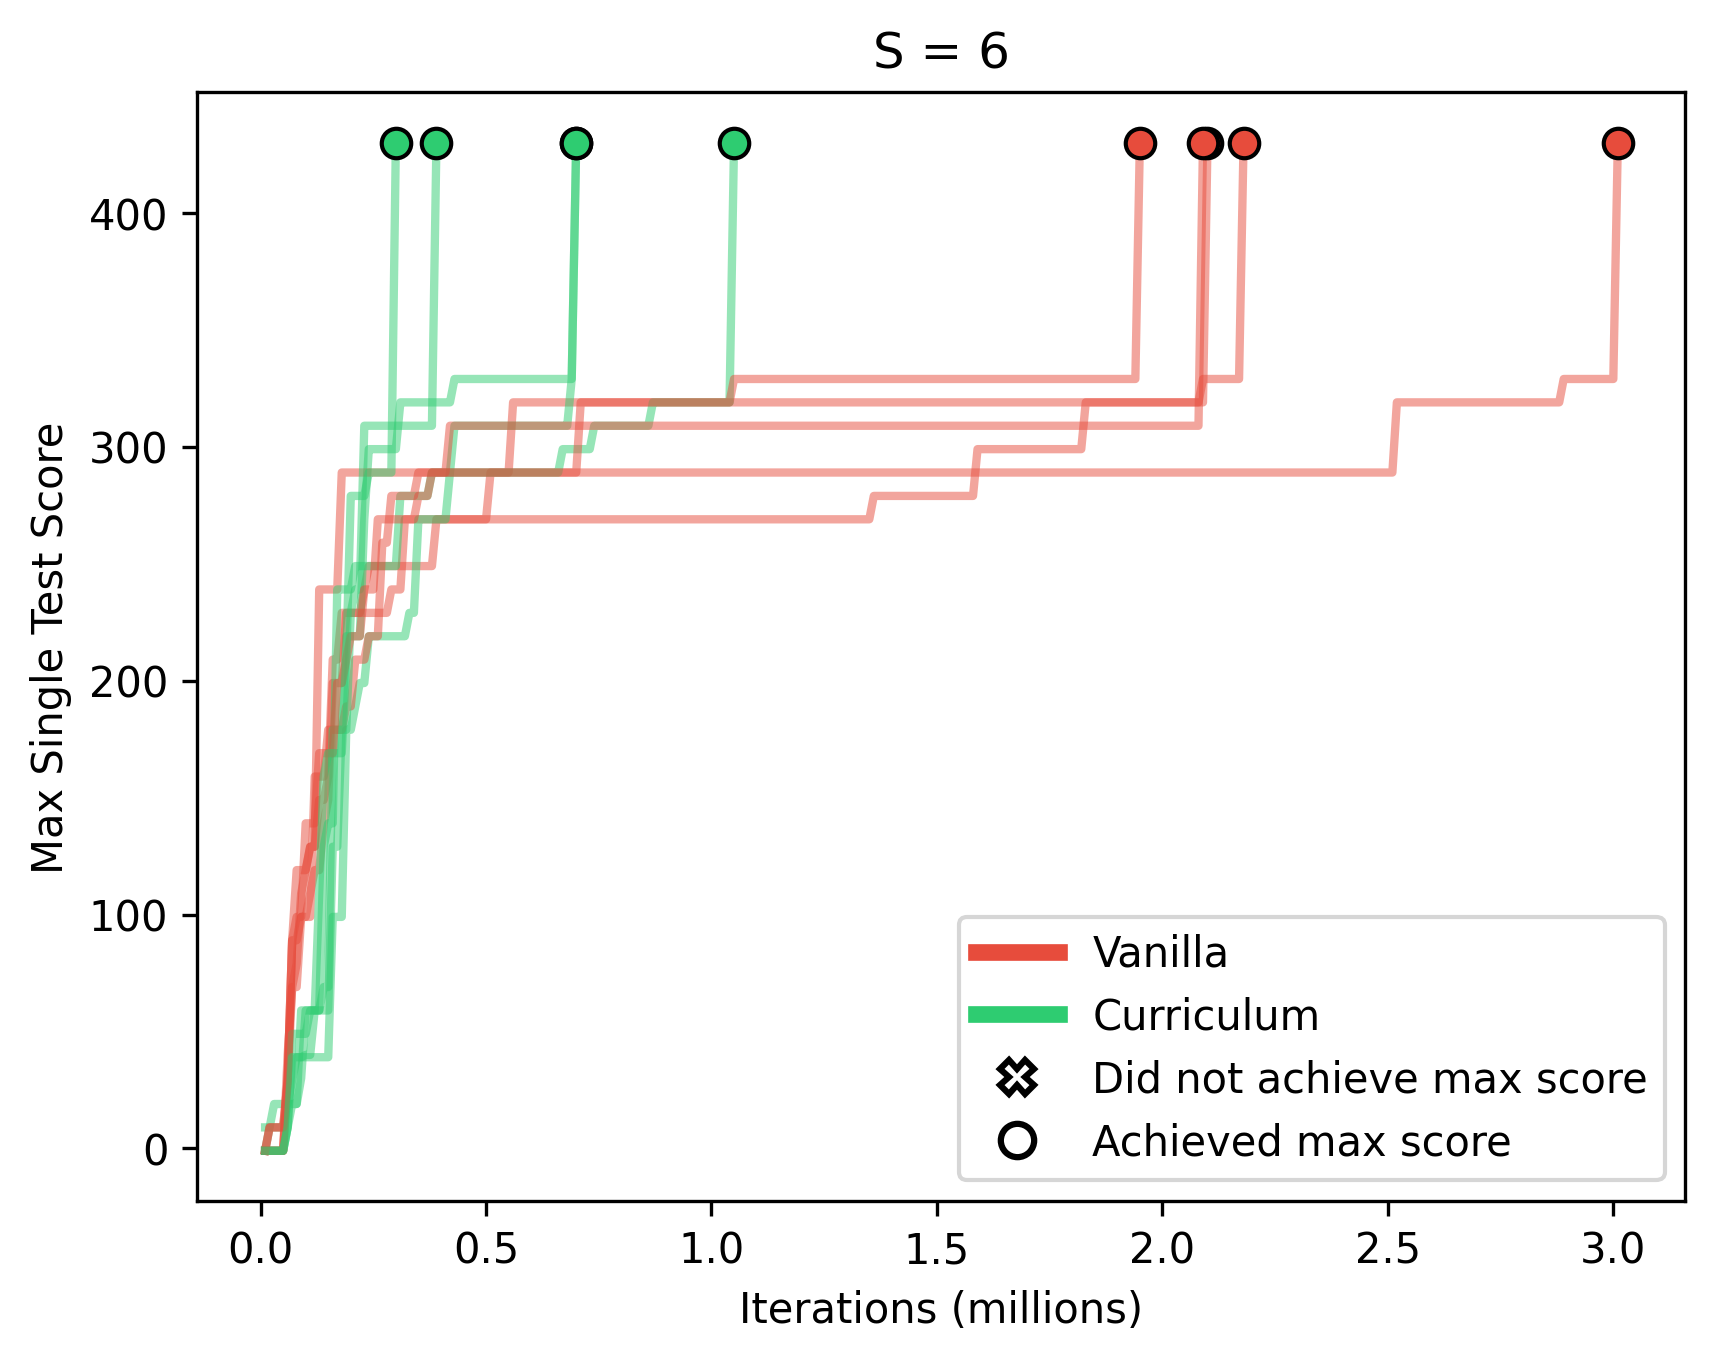 S = 6
Max Single Test Score
400
300
200
100
0
Vanilla
Curriculum
Did not achieve max score
Achieved max score
0.0 0.5 1.0 1.5 2.0 2.5 3.0
Iterations (millions)